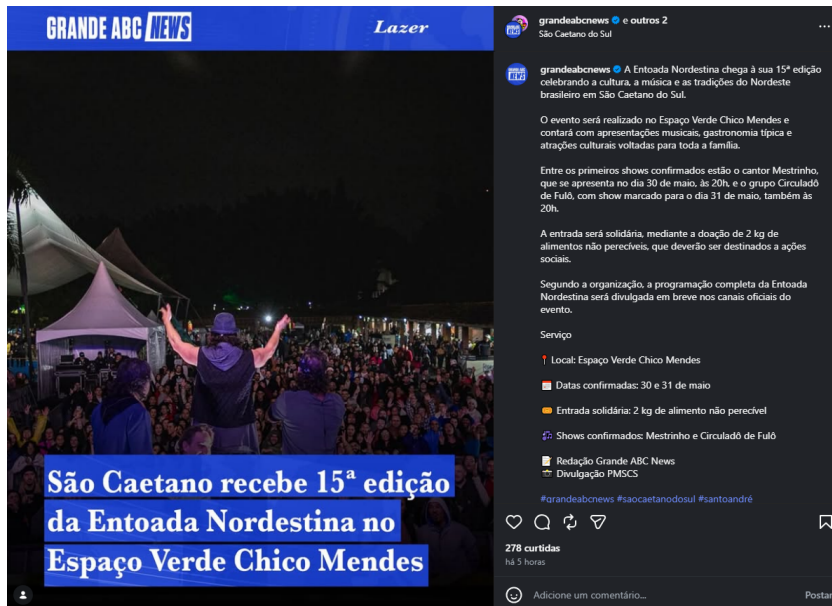 GRANDE ABC NEWS
Lazer
São Caetano recebe 15ª edição
da Entoada Nordestina no
Espaço Verde Chico Mendes
grandeabcnews e outros 2
São Caetano do Sul
grandeabcnews A Entoada Nordestina chega à sua 15ª edição
celebrando a cultura, a música e as tradições do Nordeste
brasileiro em São Caetano do Sul.
O evento será realizado no Espaço Verde Chico Mendes e
contará com apresentações musicais, gastronomia típica e
atrações culturais voltadas para toda a família.
Entre os primeiros shows confirmados estão o cantor Mestrinho,
que se apresenta no dia 30 de maio, às 20h, e o grupo Circuladô
de Fulô, com show marcado para o dia 31 de maio, também às
20h.
A entrada será solidária, mediante a doação de 2 kg de
alimentos não perecíveis, que deverão ser destinados a ações
sociais.
Segundo a organização, a programação completa da Entoada
Nordestina será divulgada em breve nos canais oficiais do
evento.
Serviço
📍 Local: Espaço Verde Chico Mendes
📅 Datas confirmadas: 30 e 31 de maio
🎟️ Entrada solidária: 2 kg de alimento não perecível
🎶 Shows confirmados: Mestrinho e Circuladô de Fulô
📝 Redação Grande ABC News
📷 Divulgação PMSCS
#grandeabcnews #saocaetanodosul #santoandré
278 curtidas
há 5 horas
Adicione um comentário...
Postar